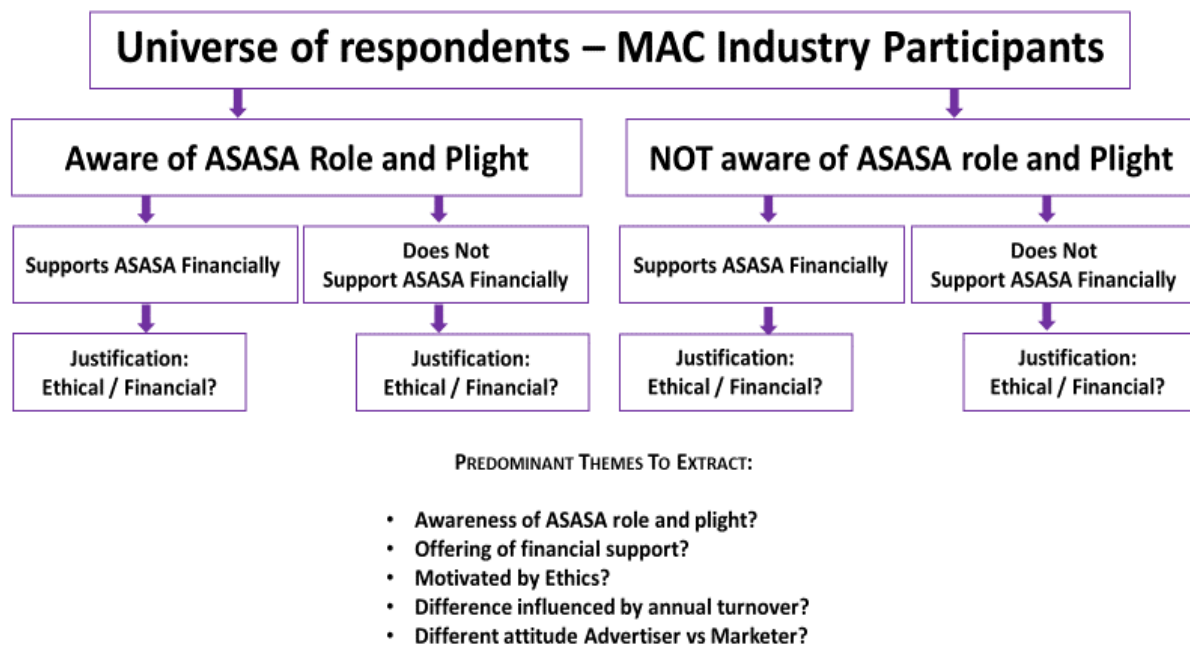 Universe of respondents – MAC Industry Participants
Aware of ASASA Role and Plight
NOT aware of ASASA role and Plight
Supports ASASA Financially
Does Not
Support ASASA Financially
Supports ASASA Financially
Does Not
Support ASASA Financially
Justification:
Ethical / Financial?
Justification:
Ethical / Financial?
Justification:
Ethical / Financial?
Justification:
Ethical / Financial?
PREDOMINANT THEMES TO EXTRACT:
• Awareness of ASASA role and plight?
• Offering of financial support?
• Motivated by Ethics?
• Difference influenced by annual turnover?
• Different attitude Advertiser vs Marketer?